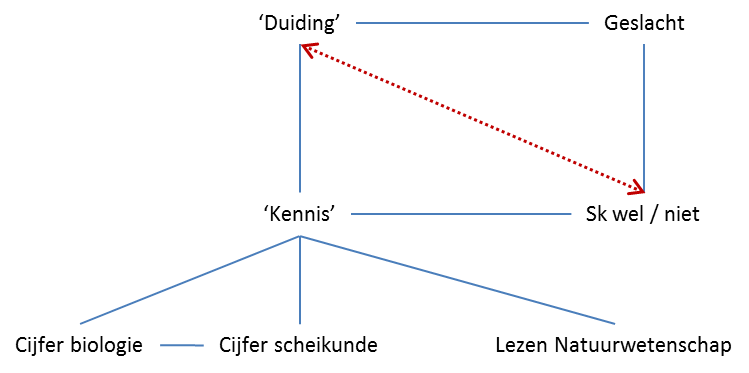 ‘Duiding’ Geslacht
‘Kennis’ Sk wel / niet
Cijfer biologie Cijfer scheikunde Lezen Natuurwetenschap